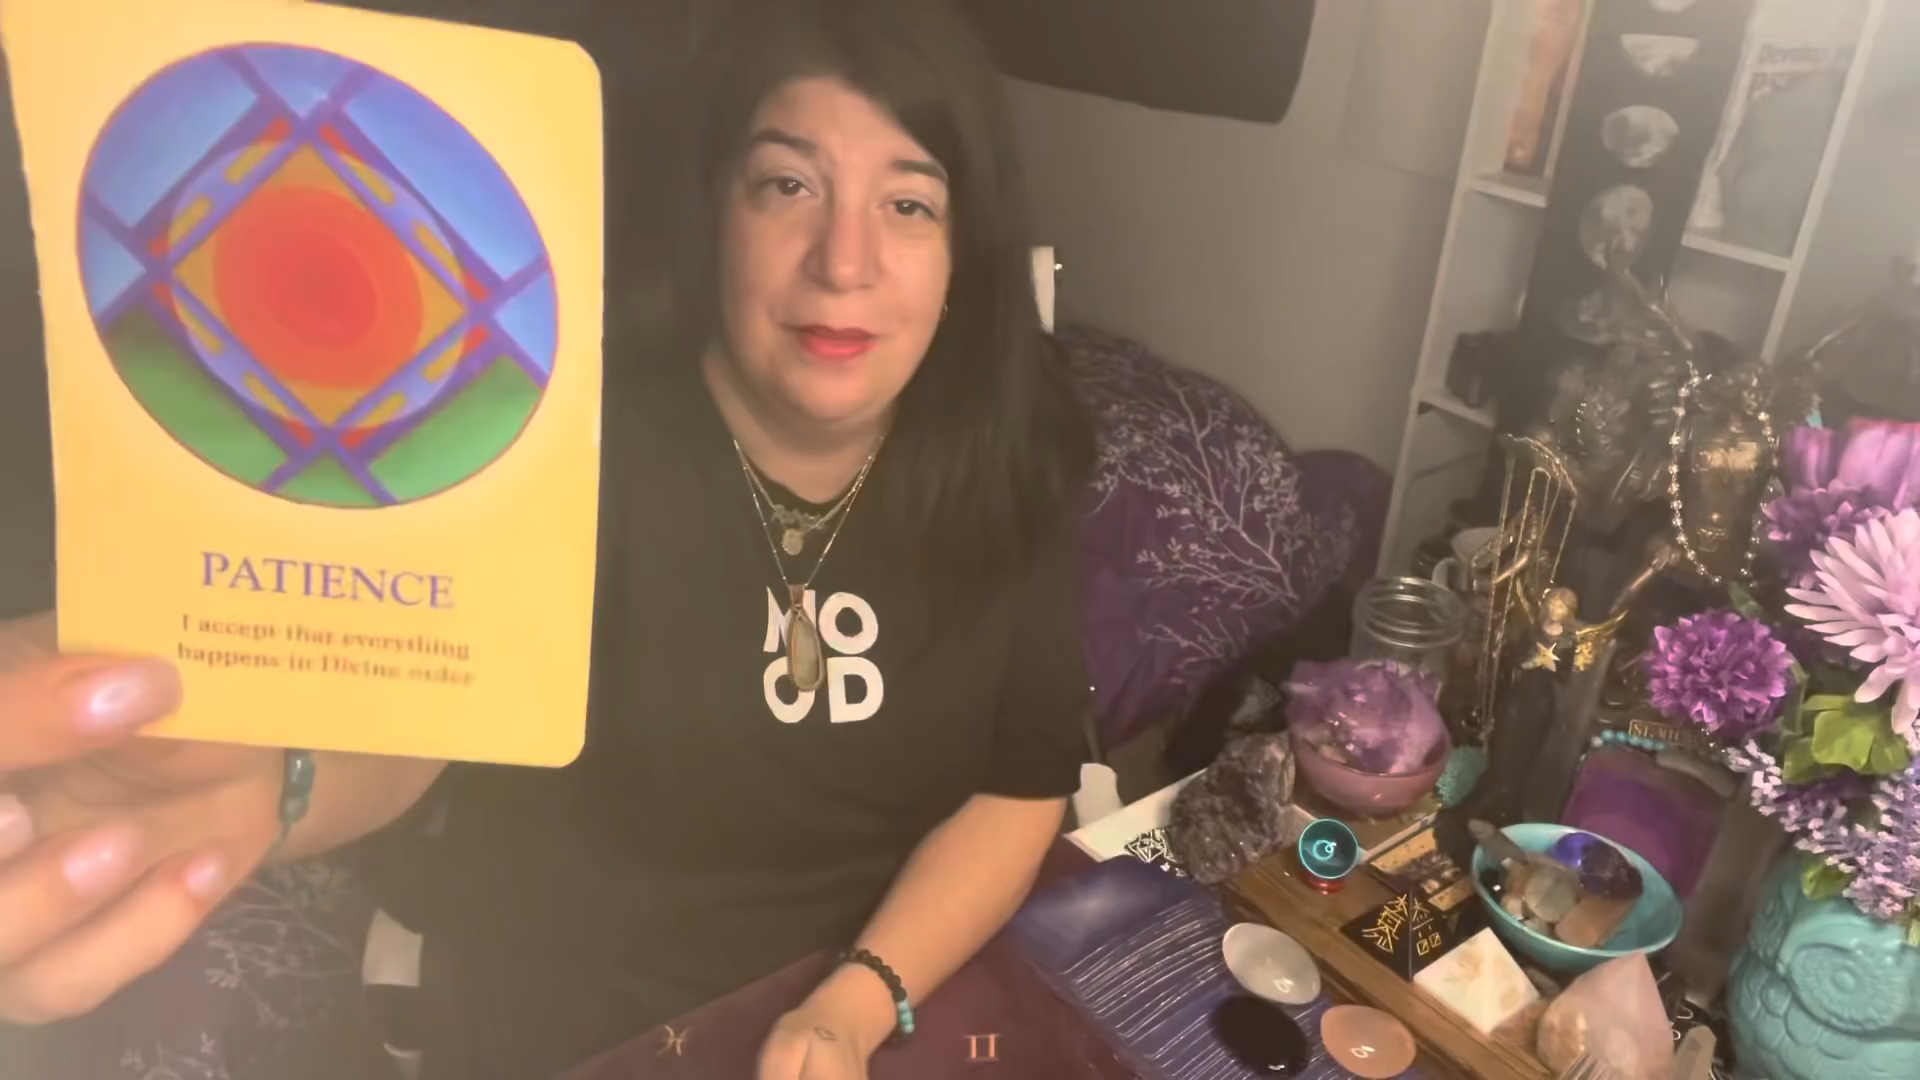 PATIENCE
I accept that everything
happens in Divine order
MO
OD
♓
♊